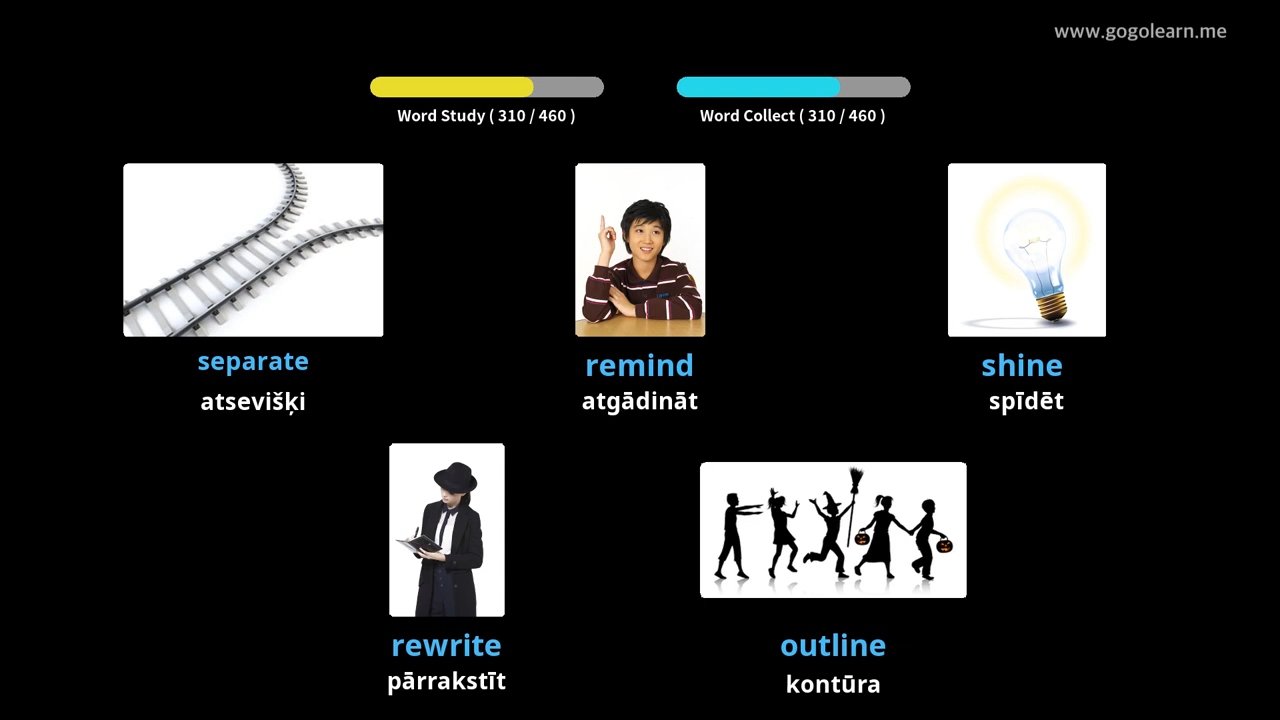 www.gogolearn.me
Word Study ( 310 / 460 )
Word Collect ( 310 / 460 )
separate
atsevišķi
remind
atgādināt
shine
spīdēt
rewrite
pārrakstīt
outline
kontūra